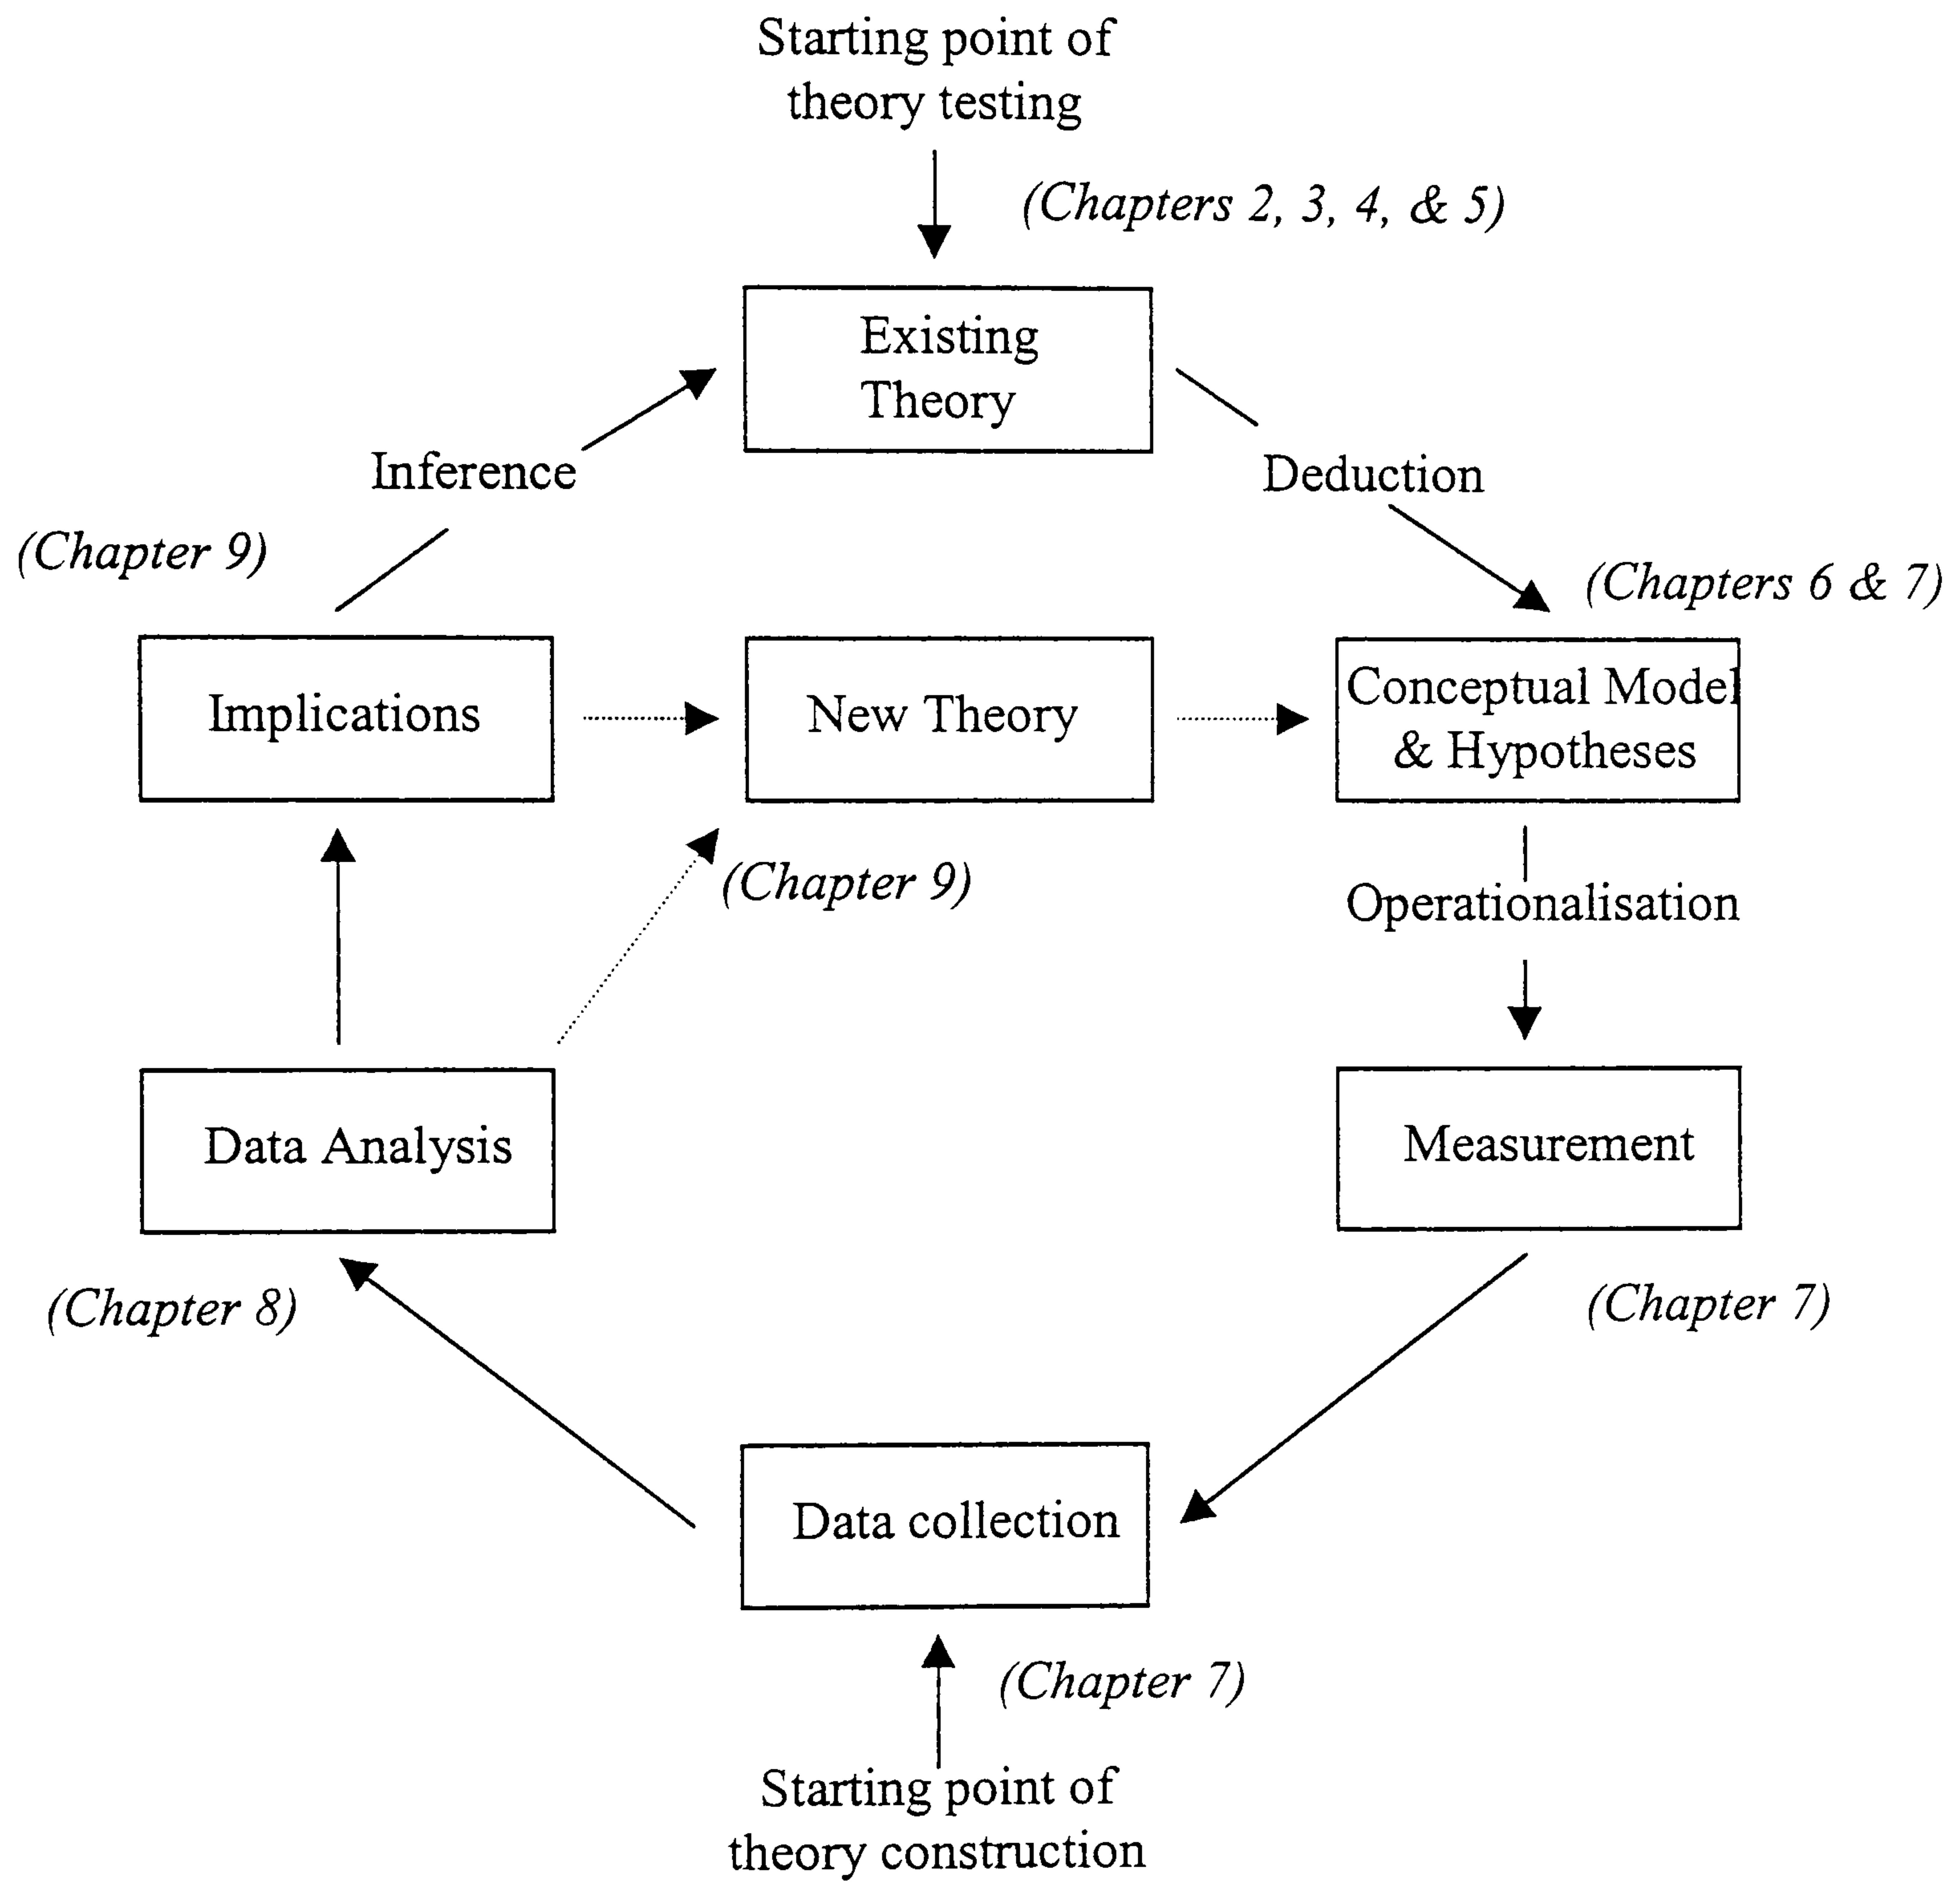 Starting point of
theory testing
(Chapters 2, 3, 4, & 5)
Existing
Theory
Inference
Deduction
(Chapter 9)
(Chapters 6 & 7)
Implications
New Theory
Conceptual Model
& Hypotheses
(Chapter 9)
Operationalisation
Data Analysis
Measurement
(Chapter 8)
(Chapter 7)
Data collection
(Chapter 7)
Starting point of
theory construction